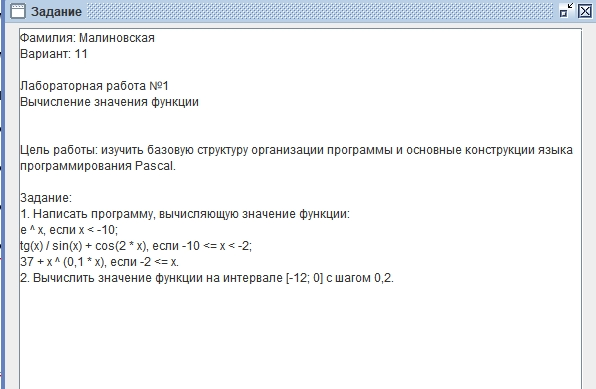 Задание
Фамилия: Малиновская
Вариант: 11
Лабораторная работа №1
Вычисление значения функции
Цель работы: изучить базовую структуру организации программы и основные конструкции языка
программирования Pascal.
Задание:
1. Написать программу, вычисляющую значение функции:
e ^ x, если x < -10;
tg(x) / sin(x) + cos(2 * x), если -10 <= x < -2;
37 + x ^ (0,1 * x), если -2 <= x.
2. Вычислить значение функции на интервале [-12; 0] с шагом 0,2.